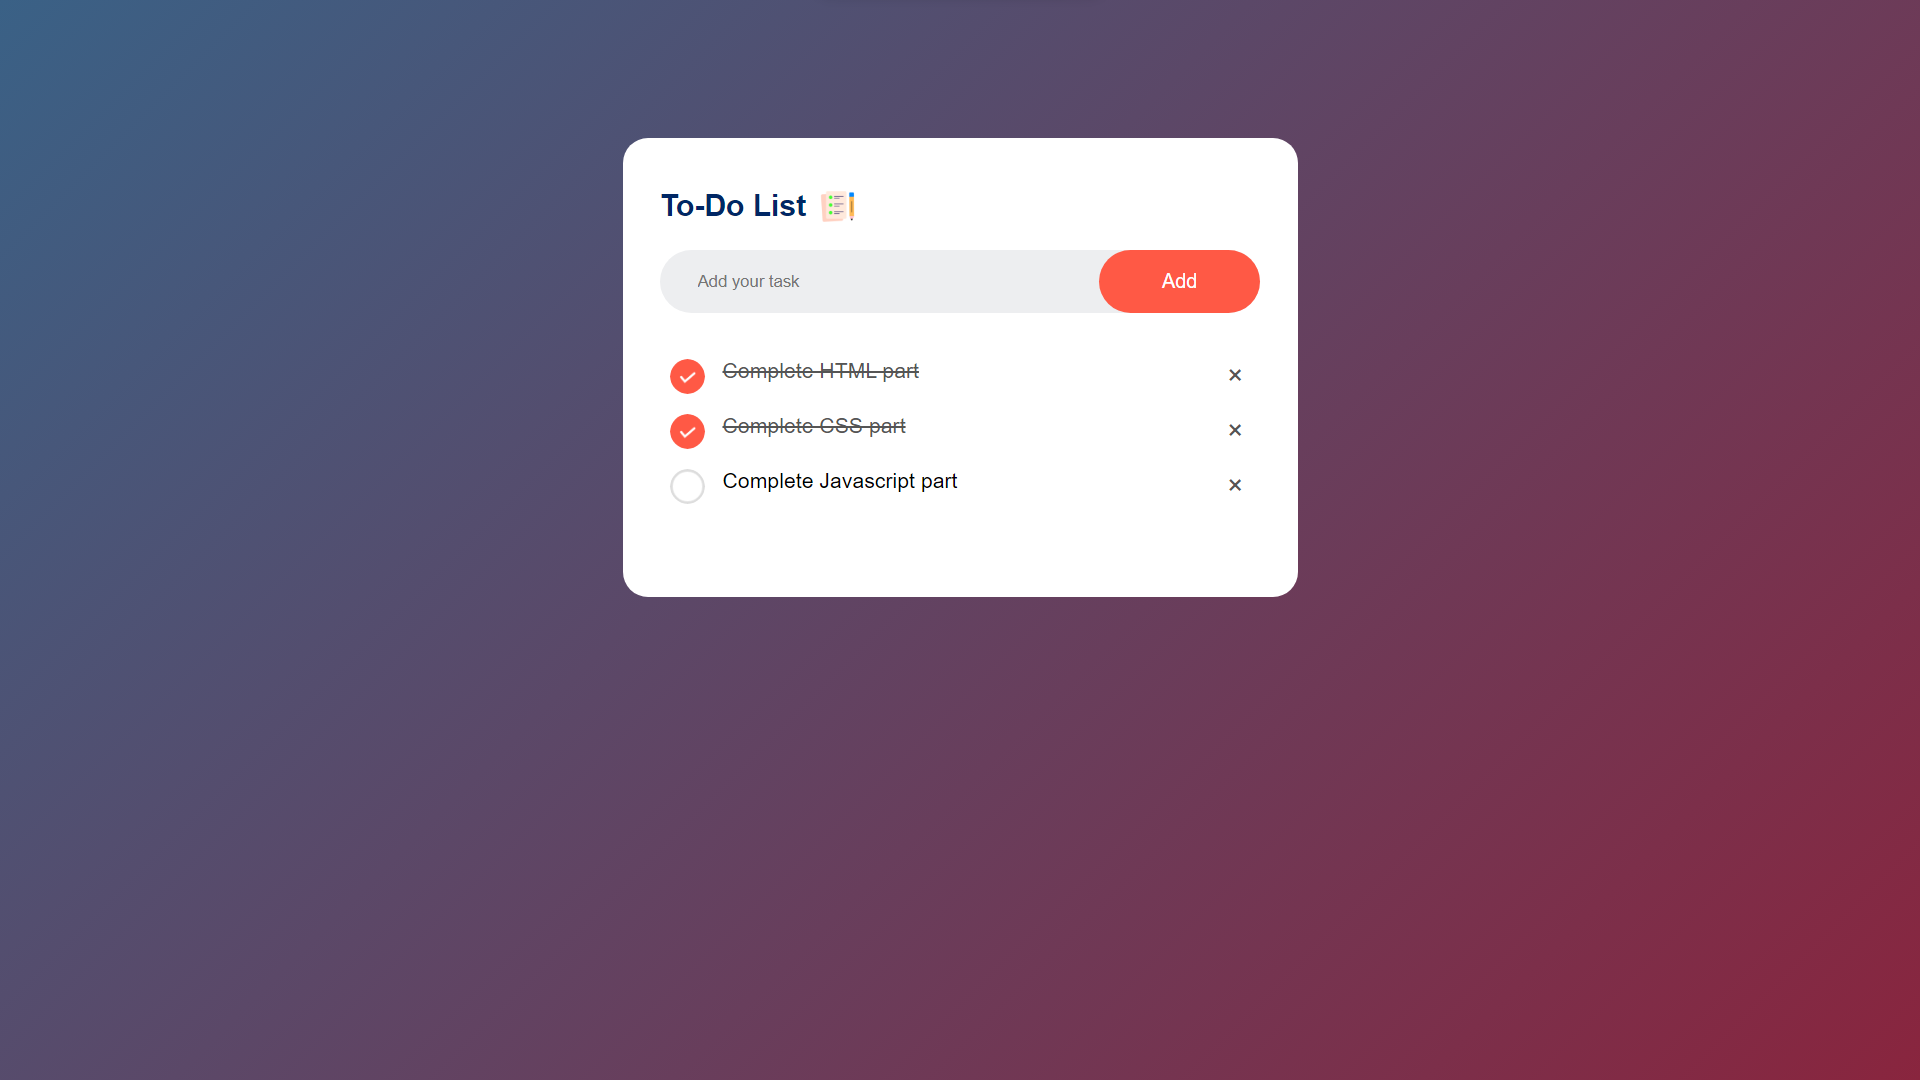 To-Do List
Add your task
Add
Complete HTML part
Complete CSS part
Complete Javascript part